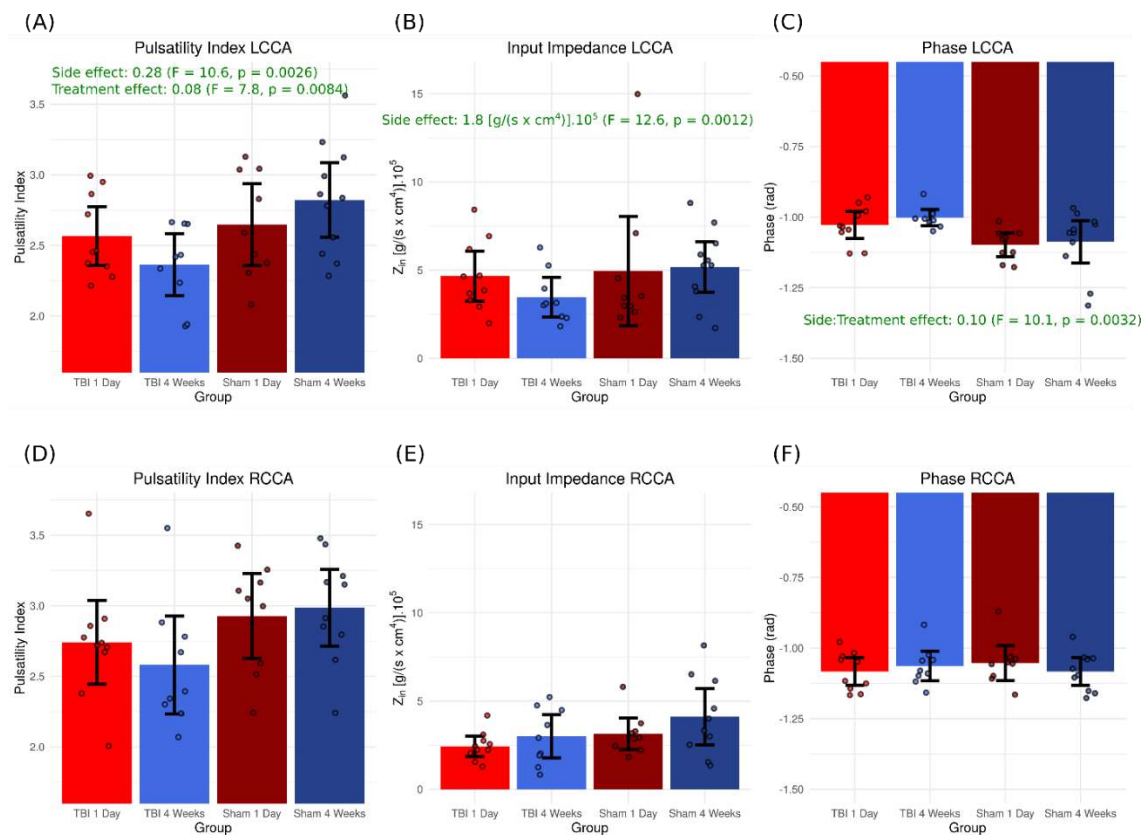 (A)
Pulsatility Index LCCA
Side effect: 0.28 (F = 10.6, p = 0.0026)
Treatment effect: 0.08 (F = 7.8, p = 0.0084)
Pulsatility Index
3.5
3.0
2.5
2.0
TBI 1 Day TBI 4 Weeks Sham 1 Day Sham 4 Weeks
Group
(B)
Input Impedance LCCA
Side effect: 1.8 [g/(s x cm⁴)].10⁵ (F = 12.6, p = 0.0012)
Zᵢₙ [g/(s x cm⁴)].10⁵
15
10
5
0
TBI 1 Day TBI 4 Weeks Sham 1 Day Sham 4 Weeks
Group
(C)
Phase LCCA
Phase (rad)
-0.50
-0.75
-1.00
-1.25
-1.50
Side:Treatment effect: 0.10 (F = 10.1, p = 0.0032)
TBI 1 Day TBI 4 Weeks Sham 1 Day Sham 4 Weeks
Group
(D)
Pulsatility Index RCCA
Pulsatility Index
3.5
3.0
2.5
2.0
TBI 1 Day TBI 4 Weeks Sham 1 Day Sham 4 Weeks
Group
(E)
Input Impedance RCCA
Zᵢₙ [g/(s x cm⁴)].10⁵
15
10
5
0
TBI 1 Day TBI 4 Weeks Sham 1 Day Sham 4 Weeks
Group
(F)
Phase RCCA
Phase (rad)
-0.50
-0.75
-1.00
-1.25
-1.50
TBI 1 Day TBI 4 Weeks Sham 1 Day Sham 4 Weeks
Group